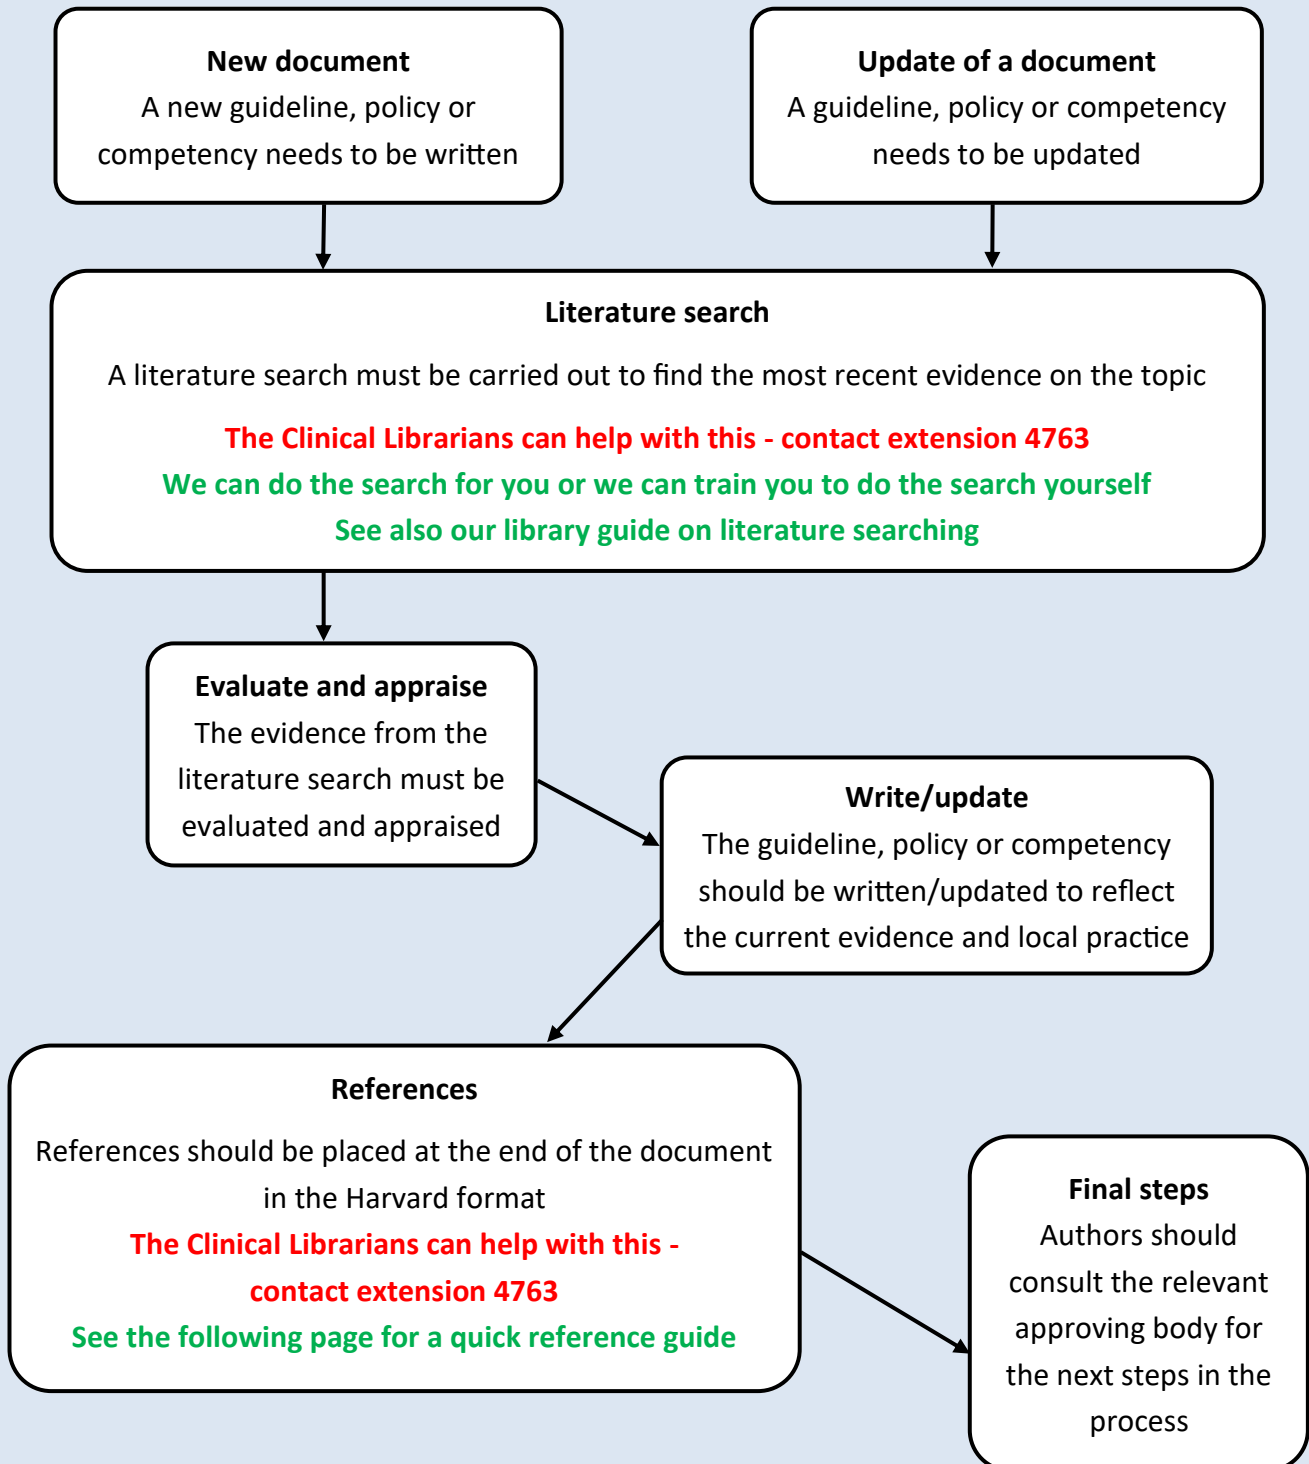 New document
A new guideline, policy or
competency needs to be written
Update of a document
A guideline, policy or competency
needs to be updated
Literature search
A literature search must be carried out to find the most recent evidence on the topic
The Clinical Librarians can help with this - contact extension 4763
We can do the search for you or we can train you to do the search yourself
See also our library guide on literature searching
Evaluate and appraise
The evidence from the
literature search must be
evaluated and appraised
Write/update
The guideline, policy or competency
should be written/updated to reflect
the current evidence and local practice
References
References should be placed at the end of the document
in the Harvard format
The Clinical Librarians can help with this -
contact extension 4763
See the following page for a quick reference guide
Final steps
Authors should
consult the relevant
approving body for
the next steps in the
process